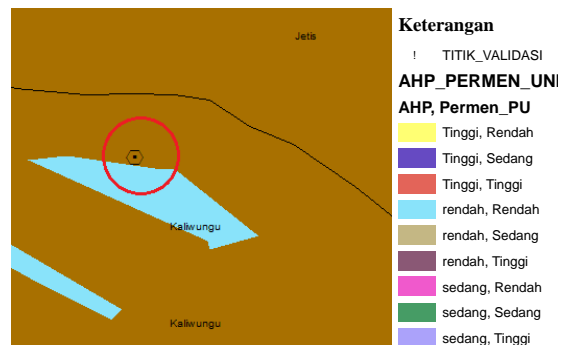 Jetis
Kaliwungu
Kaliwungu
Keterangan
! TITIK_VALIDASI
AHP_PERMEN_UNI
AHP, Permen_PU
Tinggi, Rendah
Tinggi, Sedang
Tinggi, Tinggi
rendah, Rendah
rendah, Sedang
rendah, Tinggi
sedang, Rendah
sedang, Sedang
sedang, Tinggi